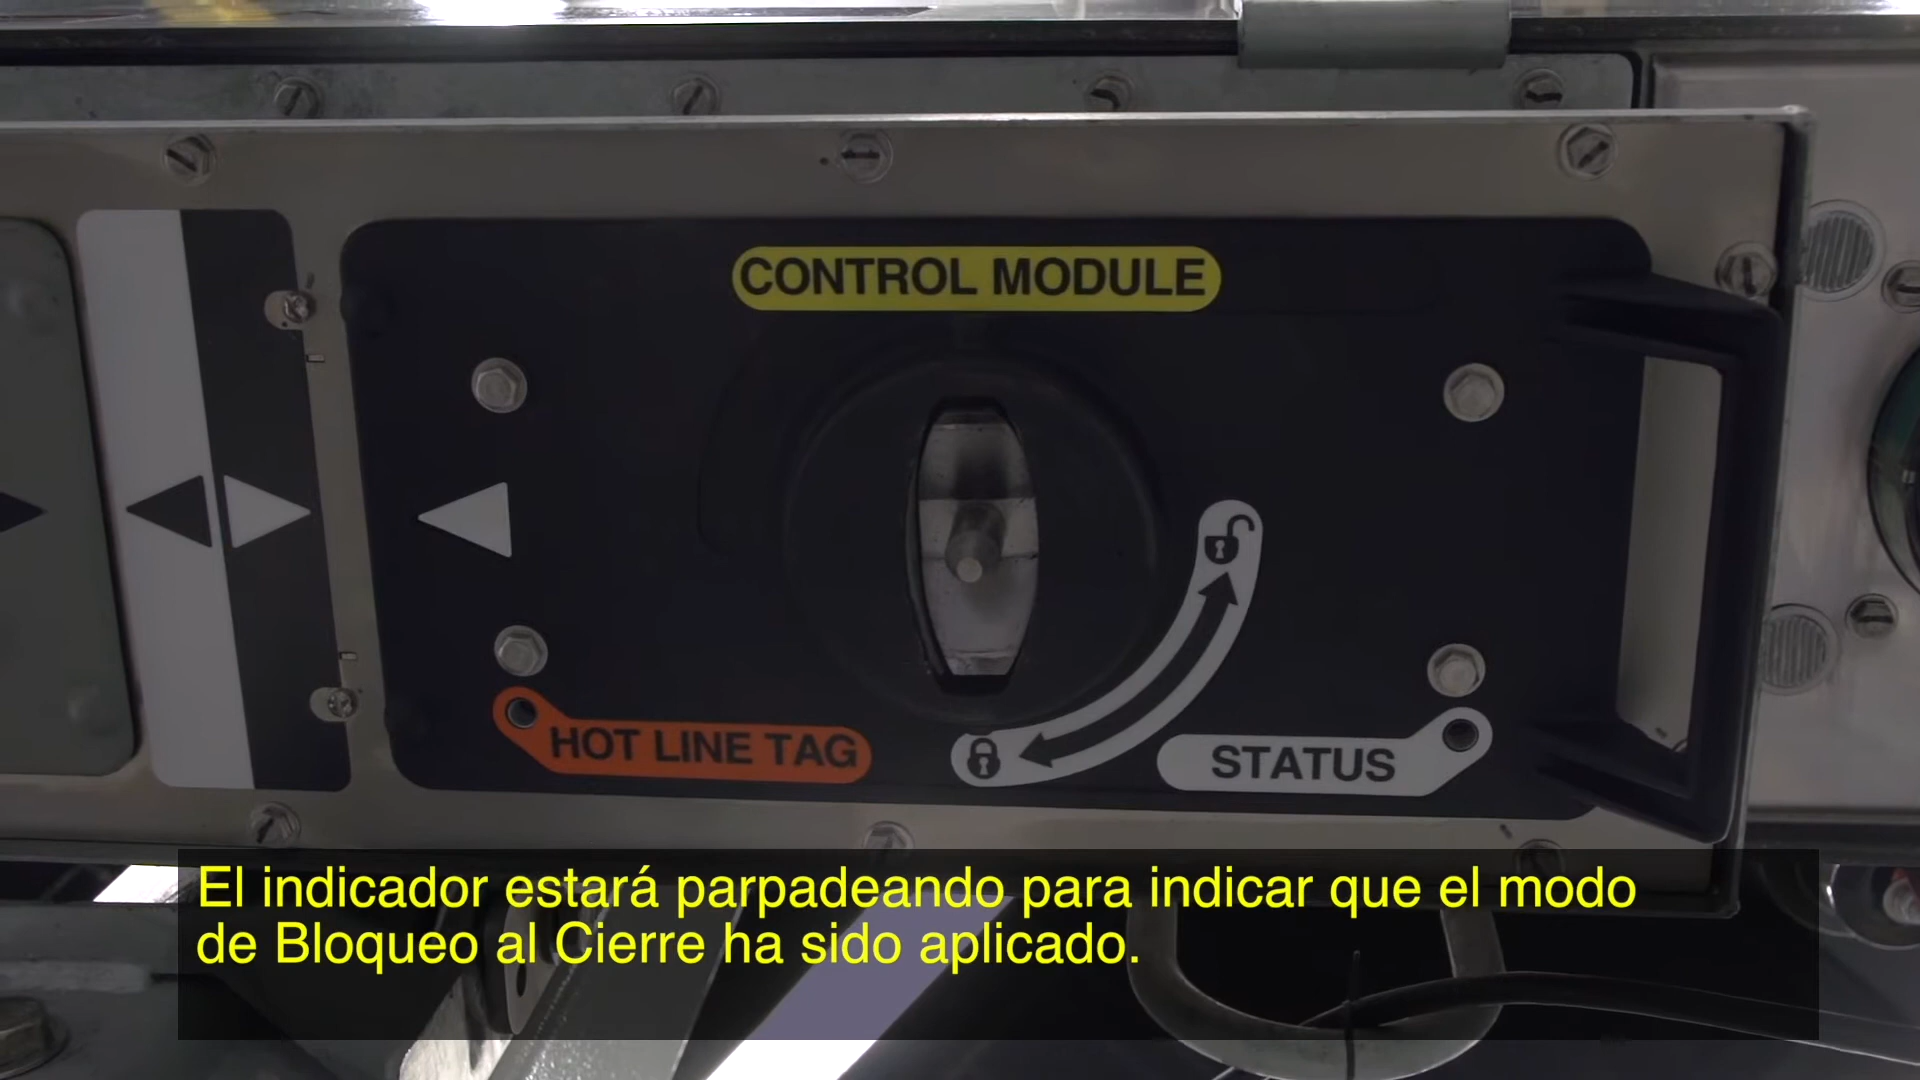 CONTROL MODULE
HOT LINE TAG
STATUS
El indicador estará parpadeando para indicar que el modo
de Bloqueo al Cierre ha sido aplicado.